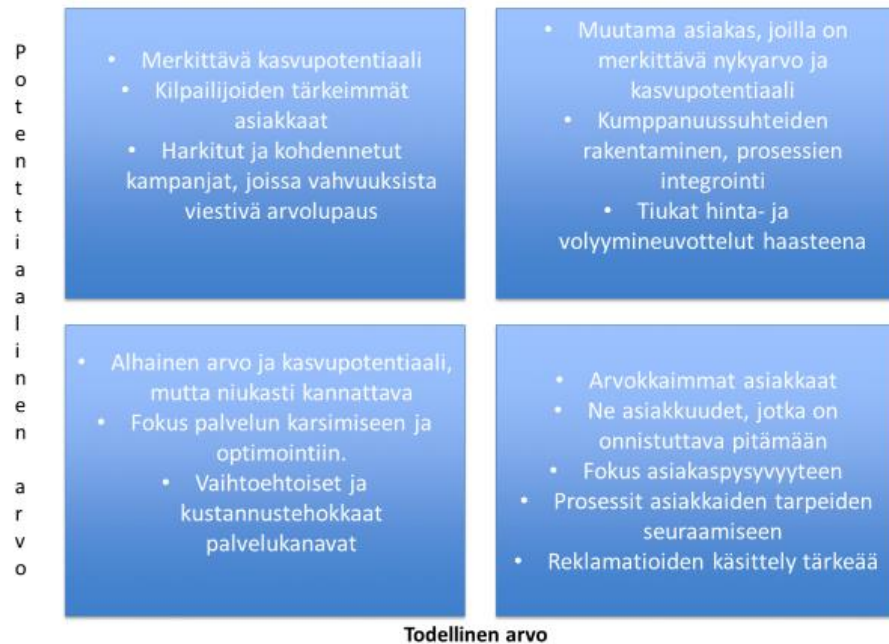 Potenttiaalinen arvo
• Merkittävä kasvupotentiaali
• Kilpailijoiden tärkeimmät
asiakkaat
• Harkitut ja kohdennetut
kampanjat, joissa vahvuuksista
viestivä arvolupaus
• Muutama asiakas, joilla on
merkittävä nykyarvo ja
kasvupotentiaali
• Kumppanuussuhteiden
rakentaminen, prosessien
integrointi
• Tiukat hinta- ja
volyymineuvottelut haasteena
• Alhainen arvo ja kasvupotentiaali,
mutta niukasti kannattava
• Fokus palvelun karsimiseen ja
optimointiin.
• Vaihtoehtoiset ja
kustannustehokkaat
palvelukanavat
• Arvokkaimmat asiakkaat
• Ne asiakkuudet, jotka on
onnistuttava pitämään
• Fokus asiakaspysyvyyteen
• Prosessit asiakkaiden tarpeiden
seuraamiseen
• Reklamatioiden käsittely tärkeää
Todellinen arvo